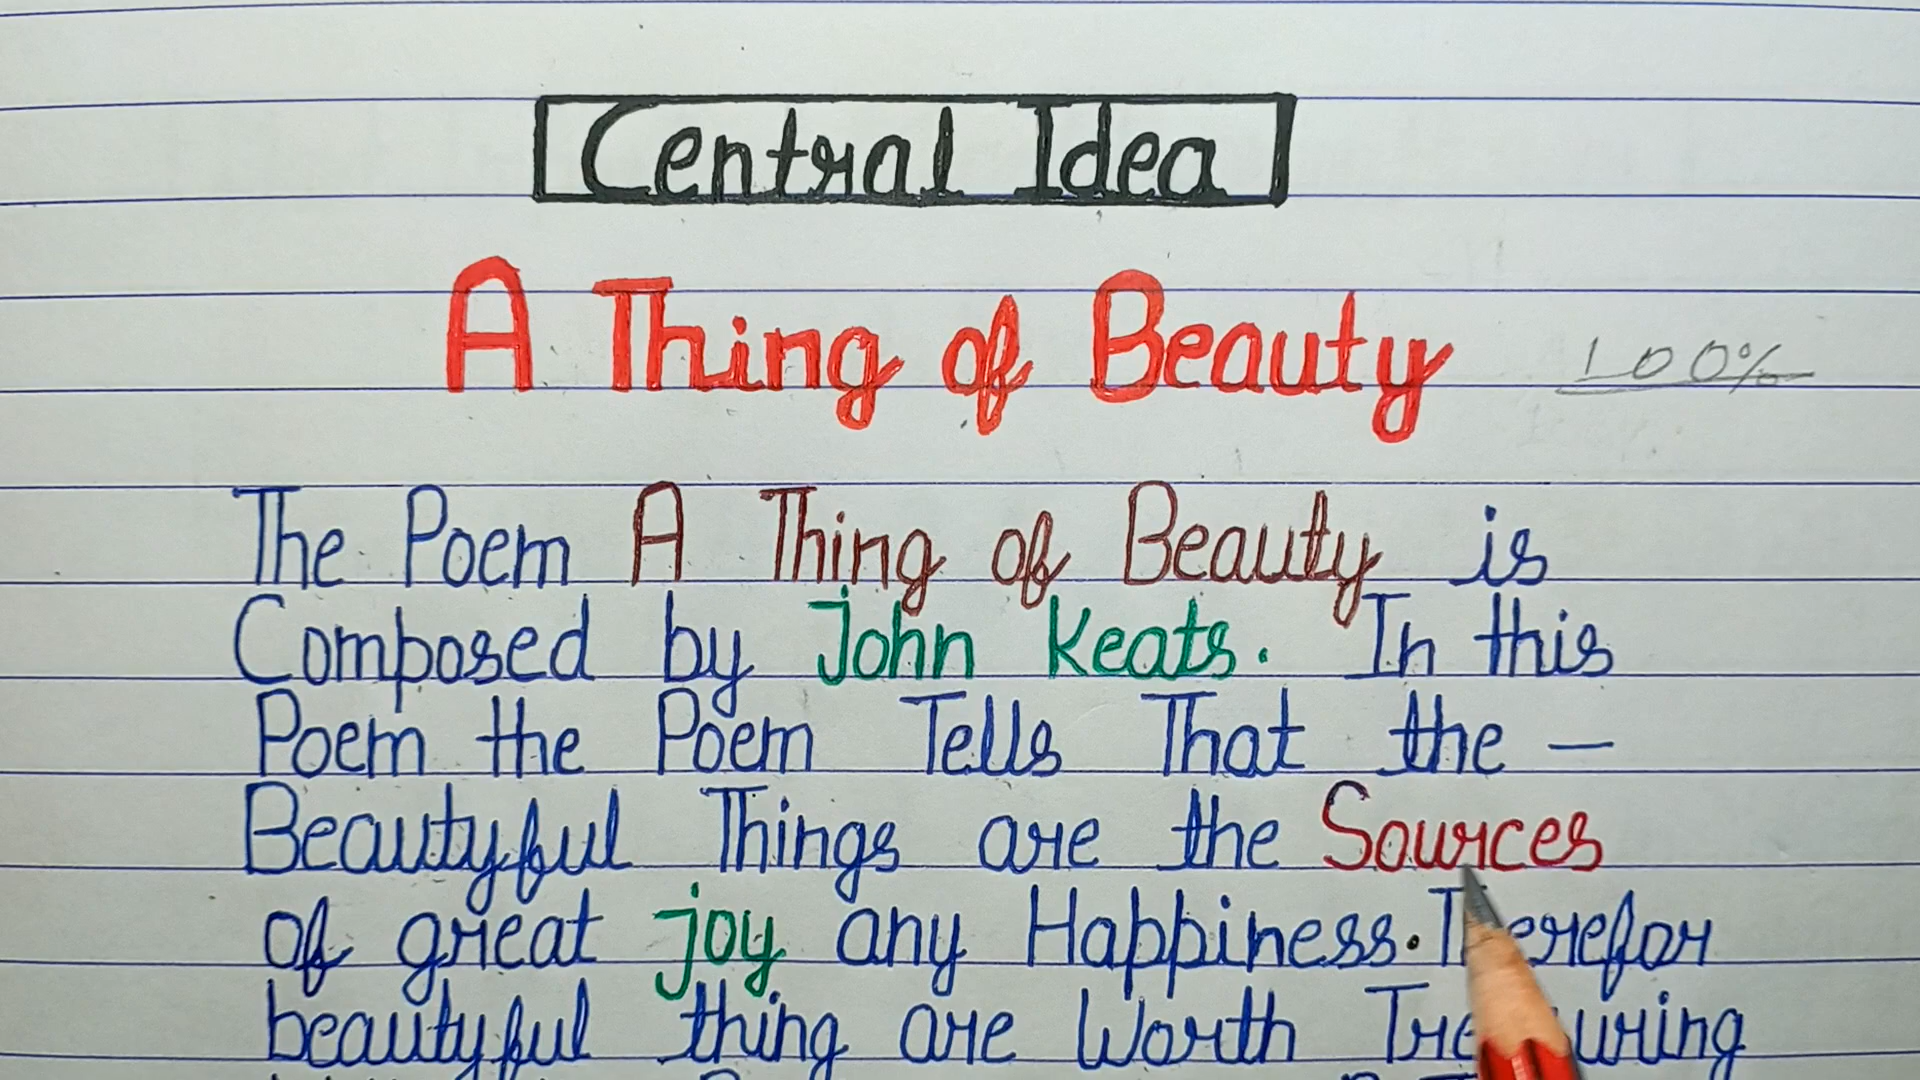 Central Idea
A Thing of Beauty
100%
The Poem A Thing of Beauty is
Composed by John Keats. In this
Poem the Poem Tells That the —
Beautyful Things are the Sources
of great joy any Happiness. Therefor
beautyful thing are Worth